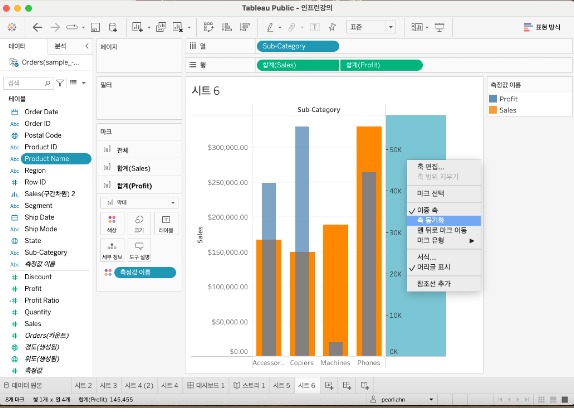 Tableau Public - 인프런강의
표준
표현 방식
데이터
분석
페이지
열
Sub-Category
Orders (sample_-...
행
합계(Sales)
합계(Profit)
검색
필터
시트 6
측정값 이름
Profit
Sales
테이블
Order Date
Order ID
Postal Code
Product ID
Product Name
Region
Row ID
Sales(구간차원) 2
Segment
Ship Date
Ship Mode
State
Sub-Category
측정값 이름
Discount
Profit
Profit Ratio
Quantity
Sales
Orders(카운트)
경도(생성됨)
위도(생성됨)
측정값
마크
전체
합계(Sales)
합계(Profit)
막대
색상
크기
레이블
세부 정보
도구 설명
측정값 이름
Sub-Category
$300,000.00
$250,000.00
$200,000.00
$150,000.00
$100,000.00
$50,000.00
$0.00
Sales
Accessor...
Copiers
Machines
Phones
50K
40K
30K
20K
10K
0K
축 편집...
축 범위 지우기
마크 선택
이중 축
축 동기화
맨 뒤로 마크 이동
마크 유형
서식...
머리글 표시
참조선 추가
데이터 원본
시트 2
시트 3
시트 4 (2)
시트 4
대시보드 1
스토리 1
시트 5
시트 6
8개 마크
행 1개 x 열 4개
합계(Profit): 145,455
pearl ahn